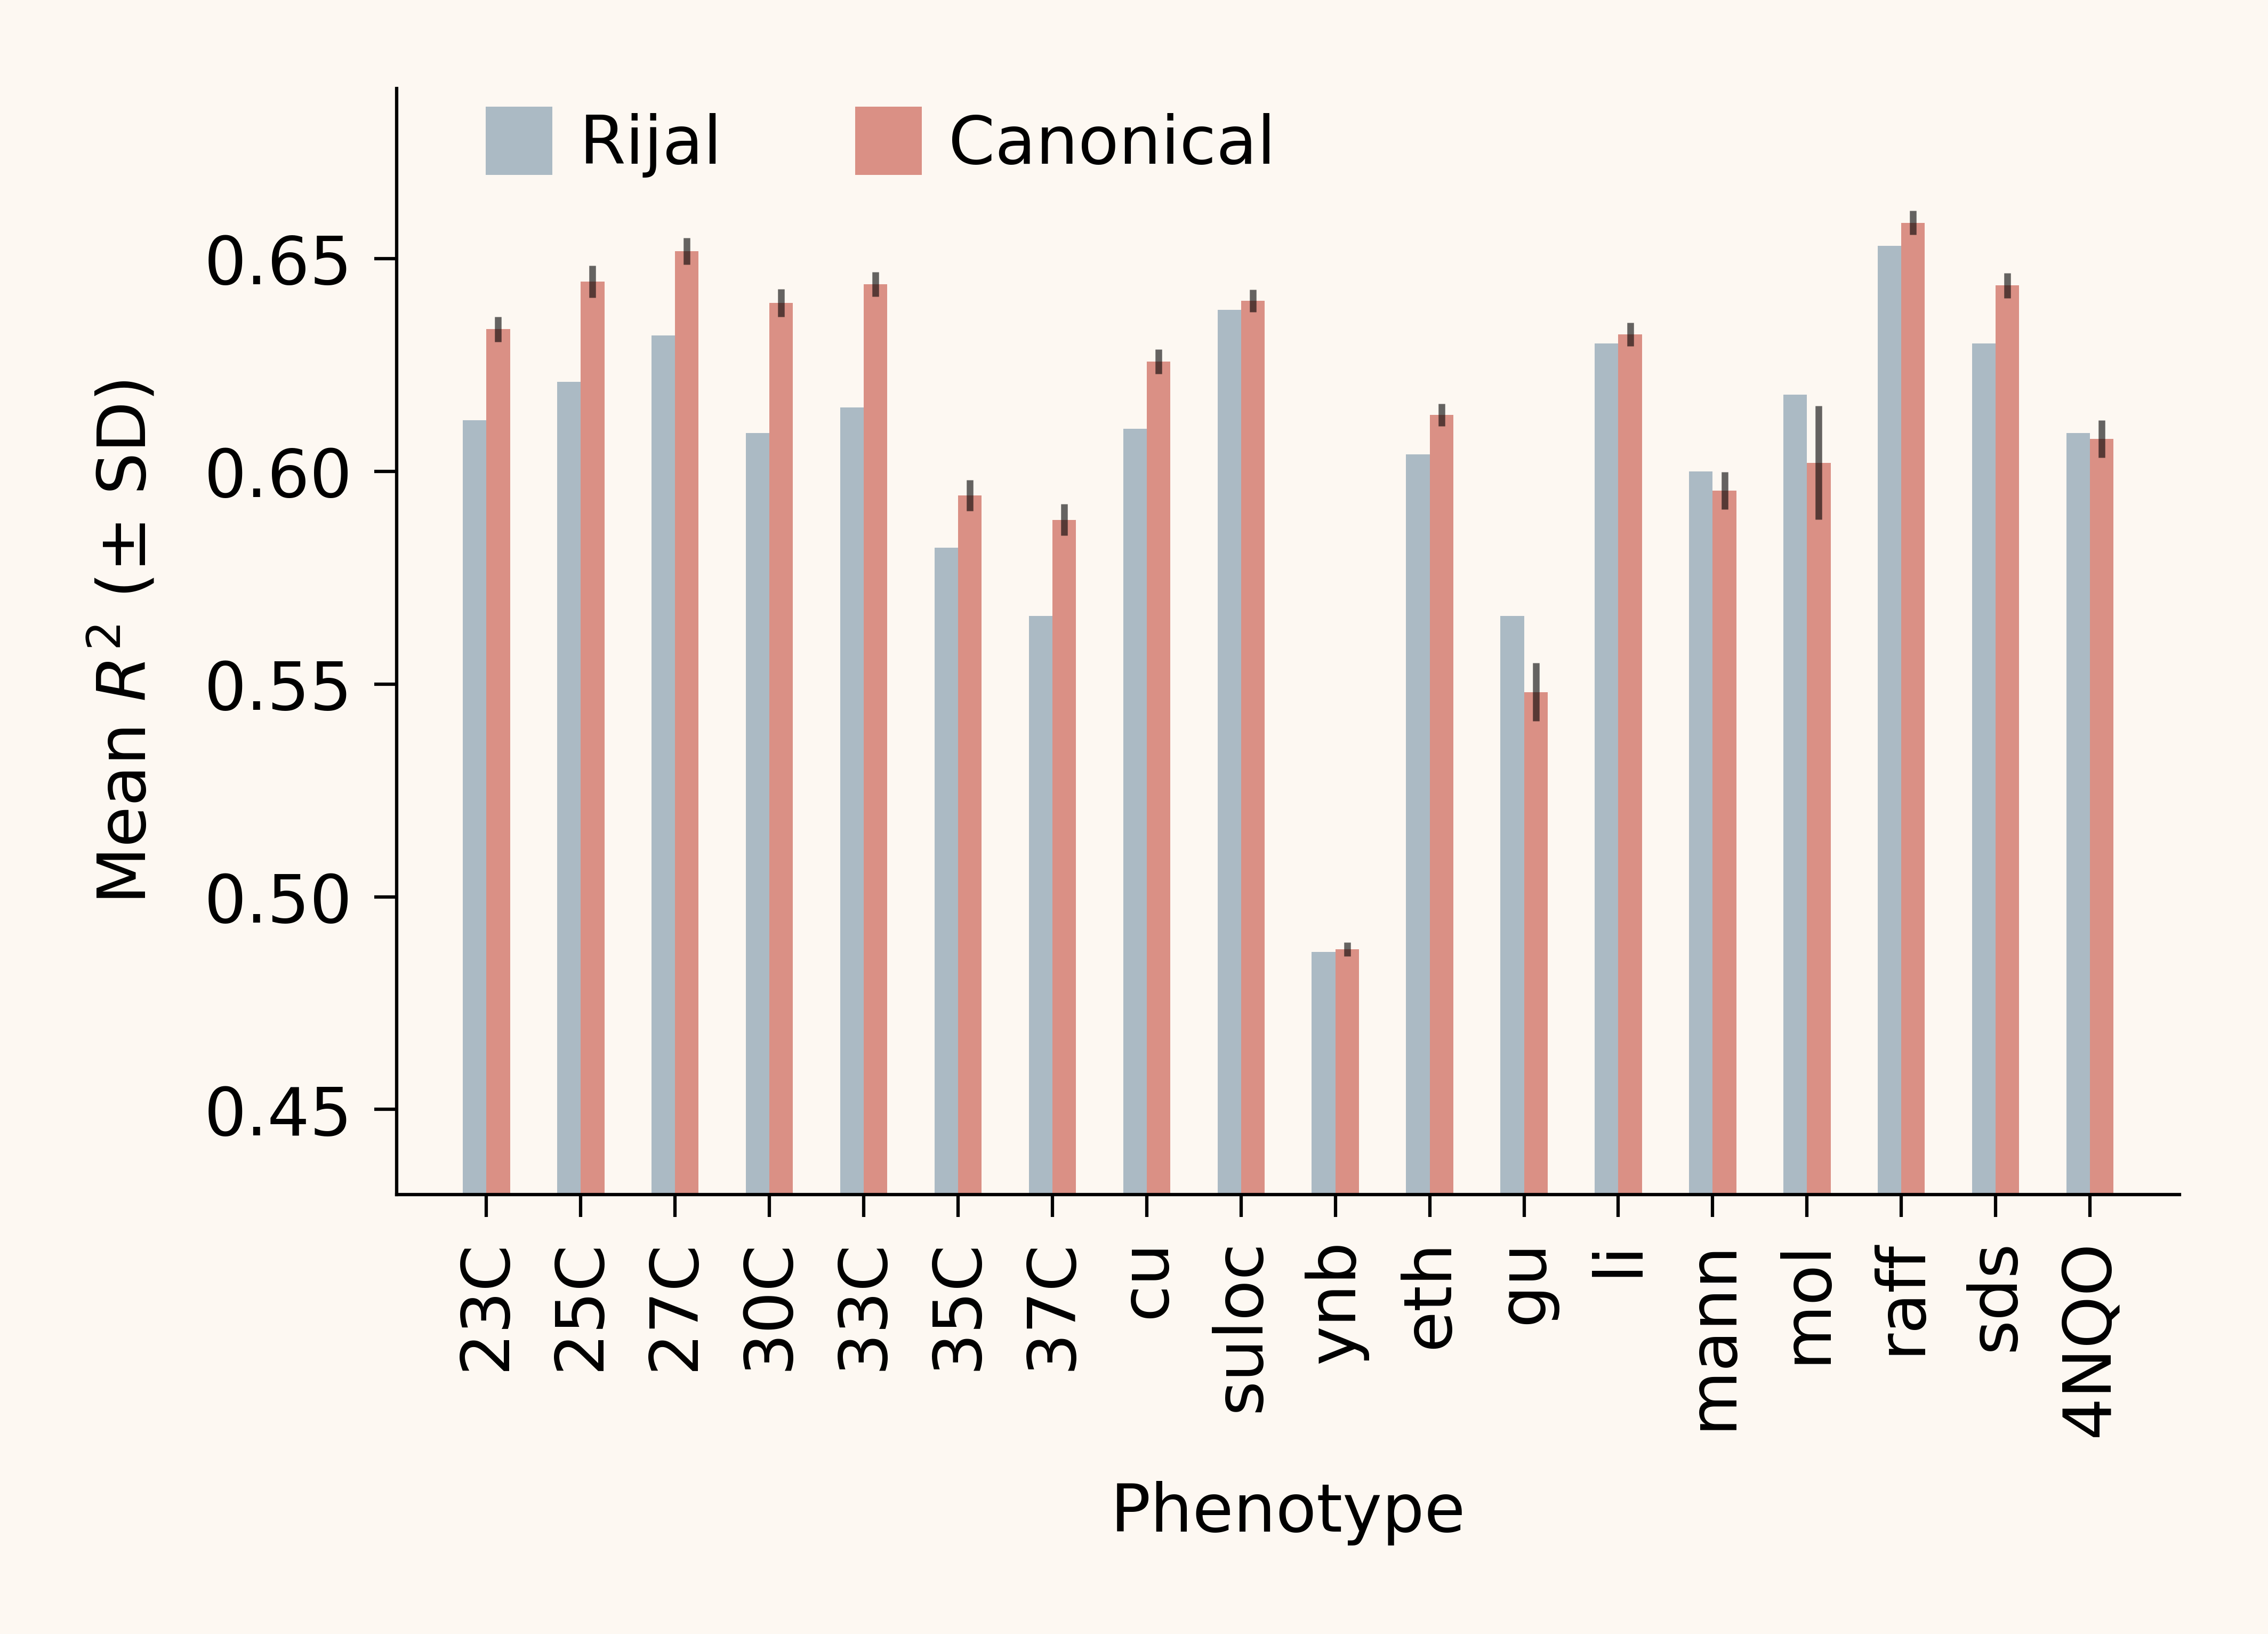 Rijal Canonical
Mean R² (± SD)
0.65
0.60
0.55
0.50
0.45
23C 25C 27C 30C 33C 35C 37C cu suloc ynb eth gu li mann mol raff sds 4NQO
Phenotype